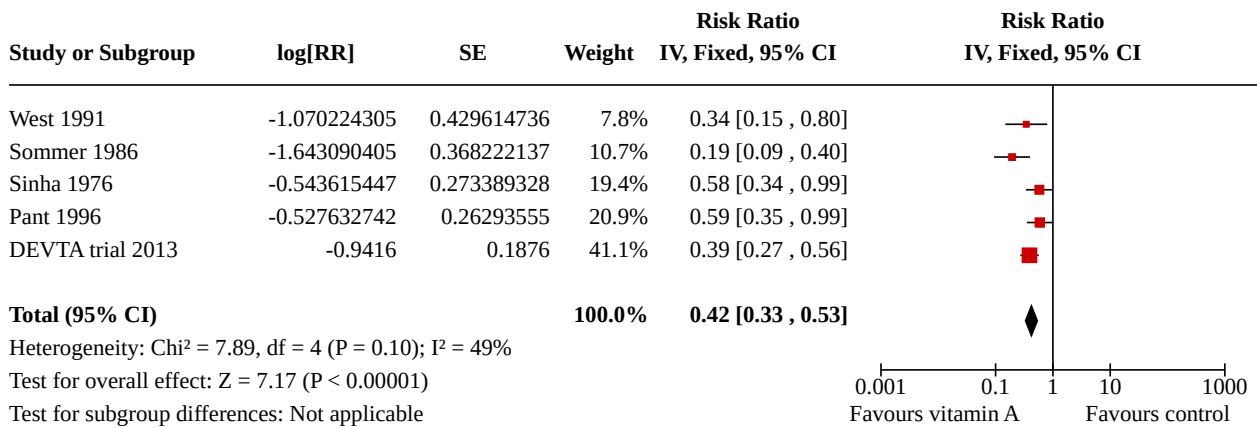 Risk Ratio Risk Ratio
Study or Subgroup log[RR] SE Weight IV, Fixed, 95% CI IV, Fixed, 95% CI
West 1991 -1.070224305 0.429614736 7.8% 0.34 [0.15 , 0.80]
Sommer 1986 -1.643090405 0.368222137 10.7% 0.19 [0.09 , 0.40]
Sinha 1976 -0.543615447 0.273389328 19.4% 0.58 [0.34 , 0.99]
Pant 1996 -0.527632742 0.26293555 20.9% 0.59 [0.35 , 0.99]
DEVTA trial 2013 -0.9416 0.1876 41.1% 0.39 [0.27 , 0.56]
Total (95% CI) 100.0% 0.42 [0.33 , 0.53]
Heterogeneity: Chi² = 7.89, df = 4 (P = 0.10); I² = 49%
Test for overall effect: Z = 7.17 (P < 0.00001)
Test for subgroup differences: Not applicable
0.001 0.1 1 10 1000
Favours vitamin A Favours control